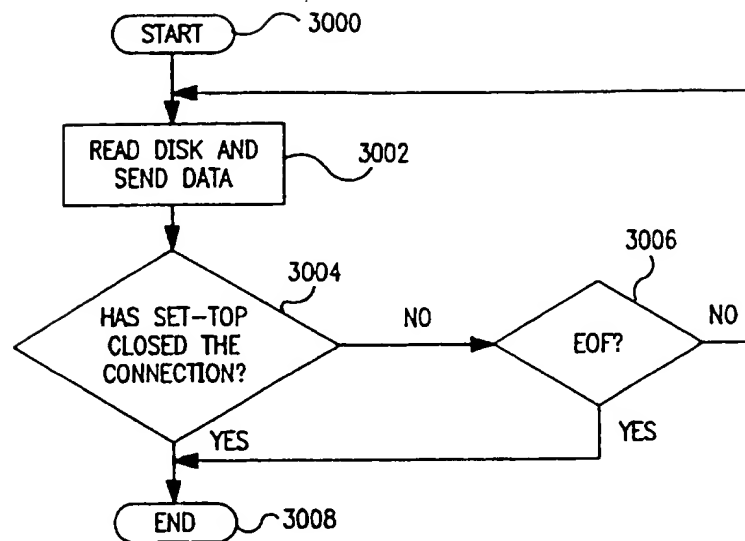 START
3000
READ DISK AND
SEND DATA
3002
HAS SET-TOP
CLOSED THE
CONNECTION?
3004
NO
EOF?
3006
NO
YES
YES
END
3008